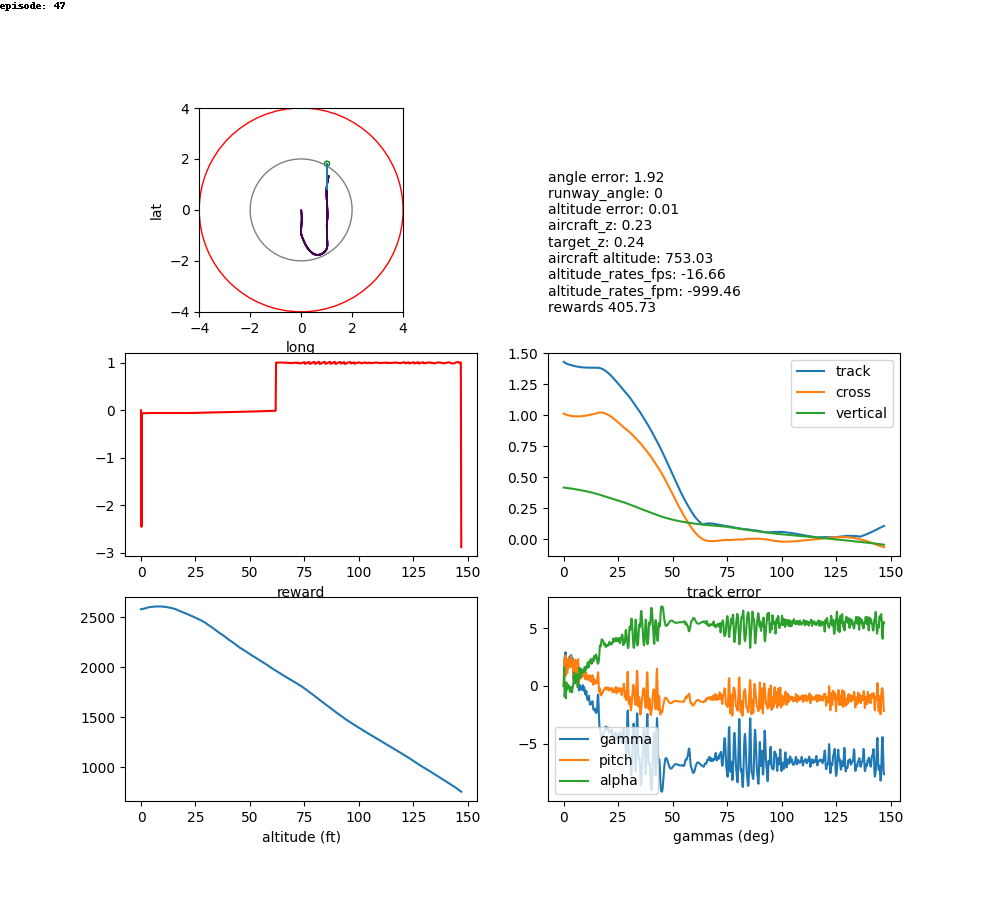 episode: 47
4
2
0
−2
−4
lat
−4 −2 0 2 4
long
angle error: 1.92
runway_angle: 0
altitude error: 0.01
aircraft_z: 0.23
target_z: 0.24
aircraft altitude: 753.03
altitude_rates_fps: -16.66
altitude_rates_fpm: -999.46
rewards 405.73
1
0
−1
−2
−3
0 25 50 75 100 125 150
reward
1.50
1.25
1.00
0.75
0.50
0.25
0.00
track
cross
vertical
0 25 50 75 100 125 150
track error
2500
2000
1500
1000
0 25 50 75 100 125 150
altitude (ft)
5
0
−5
gamma
pitch
alpha
0 25 50 75 100 125 150
gammas (deg)